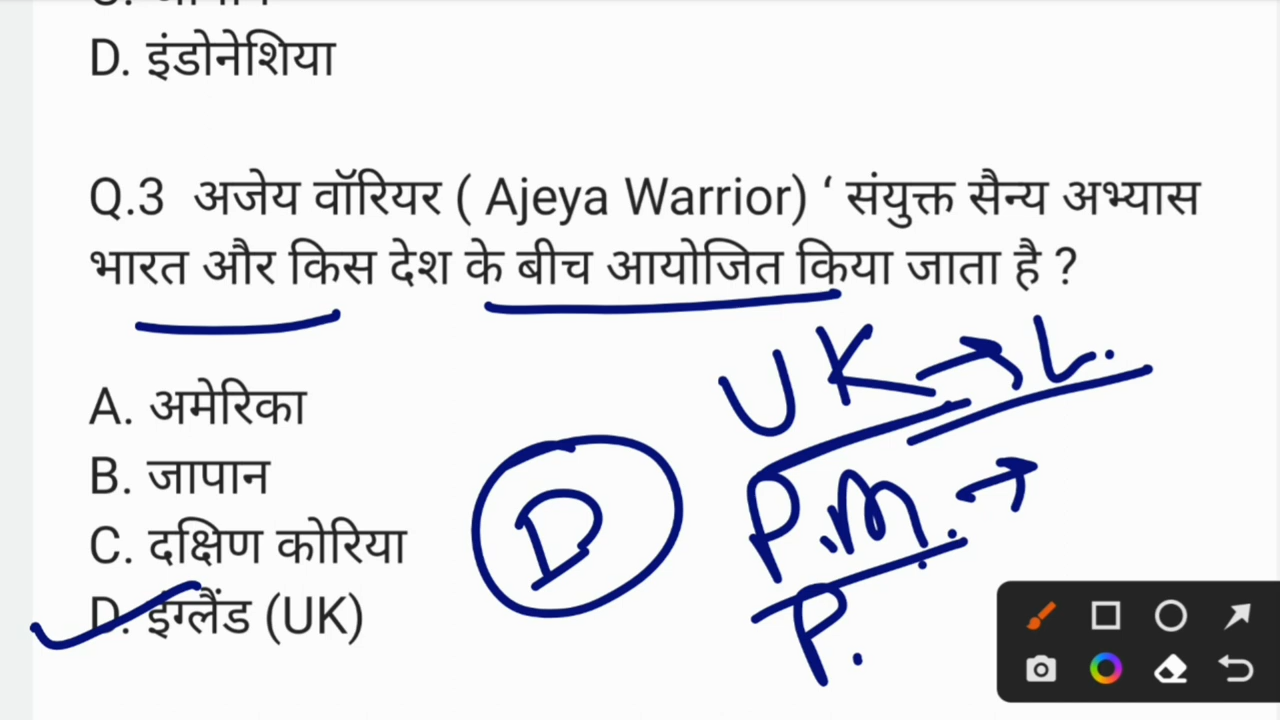 D. इंडोनेशिया
Q.3 अजेय वॉरियर ( Ajeya Warrior) ‘ संयुक्त सैन्य अभ्यास
भारत और किस देश के बीच आयोजित किया जाता है ?
A. अमेरिका
B. जापान
C. दक्षिण कोरिया
D. इंग्लैंड (UK)
D
UK → L.
P.M. →
P.